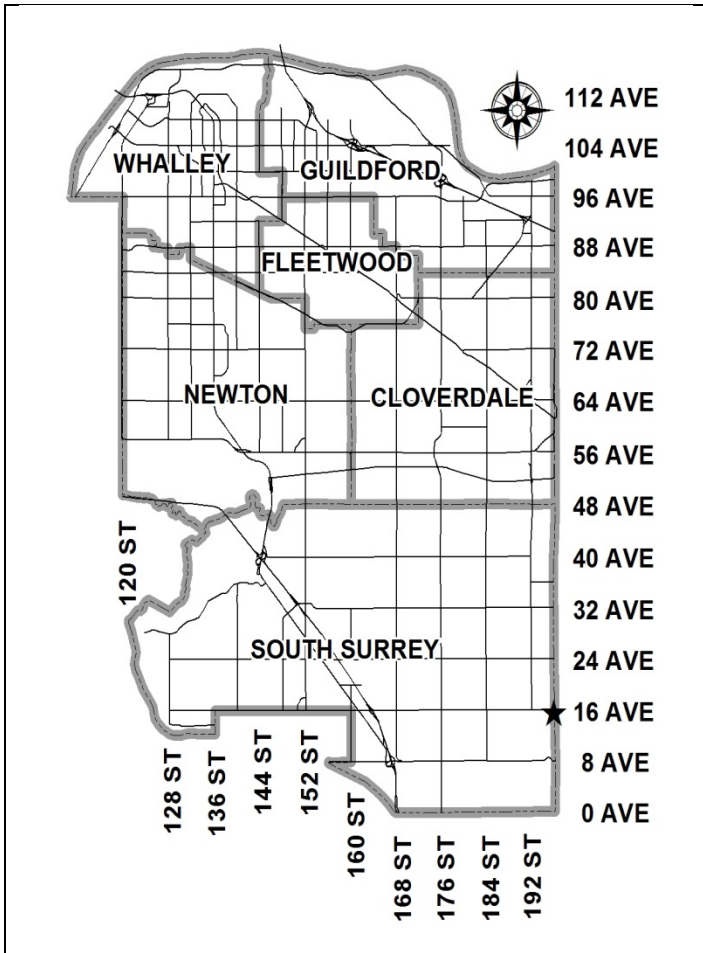 112 AVE
104 AVE
WHALLEY
GUILDFORD
96 AVE
88 AVE
FLEETWOOD
80 AVE
72 AVE
NEWTON
CLOVERDALE
64 AVE
56 AVE
48 AVE
120 ST
40 AVE
32 AVE
SOUTH SURREY
24 AVE
16 AVE
128 ST
136 ST
144 ST
152 ST
8 AVE
160 ST
0 AVE
168 ST
176 ST
184 ST
192 ST